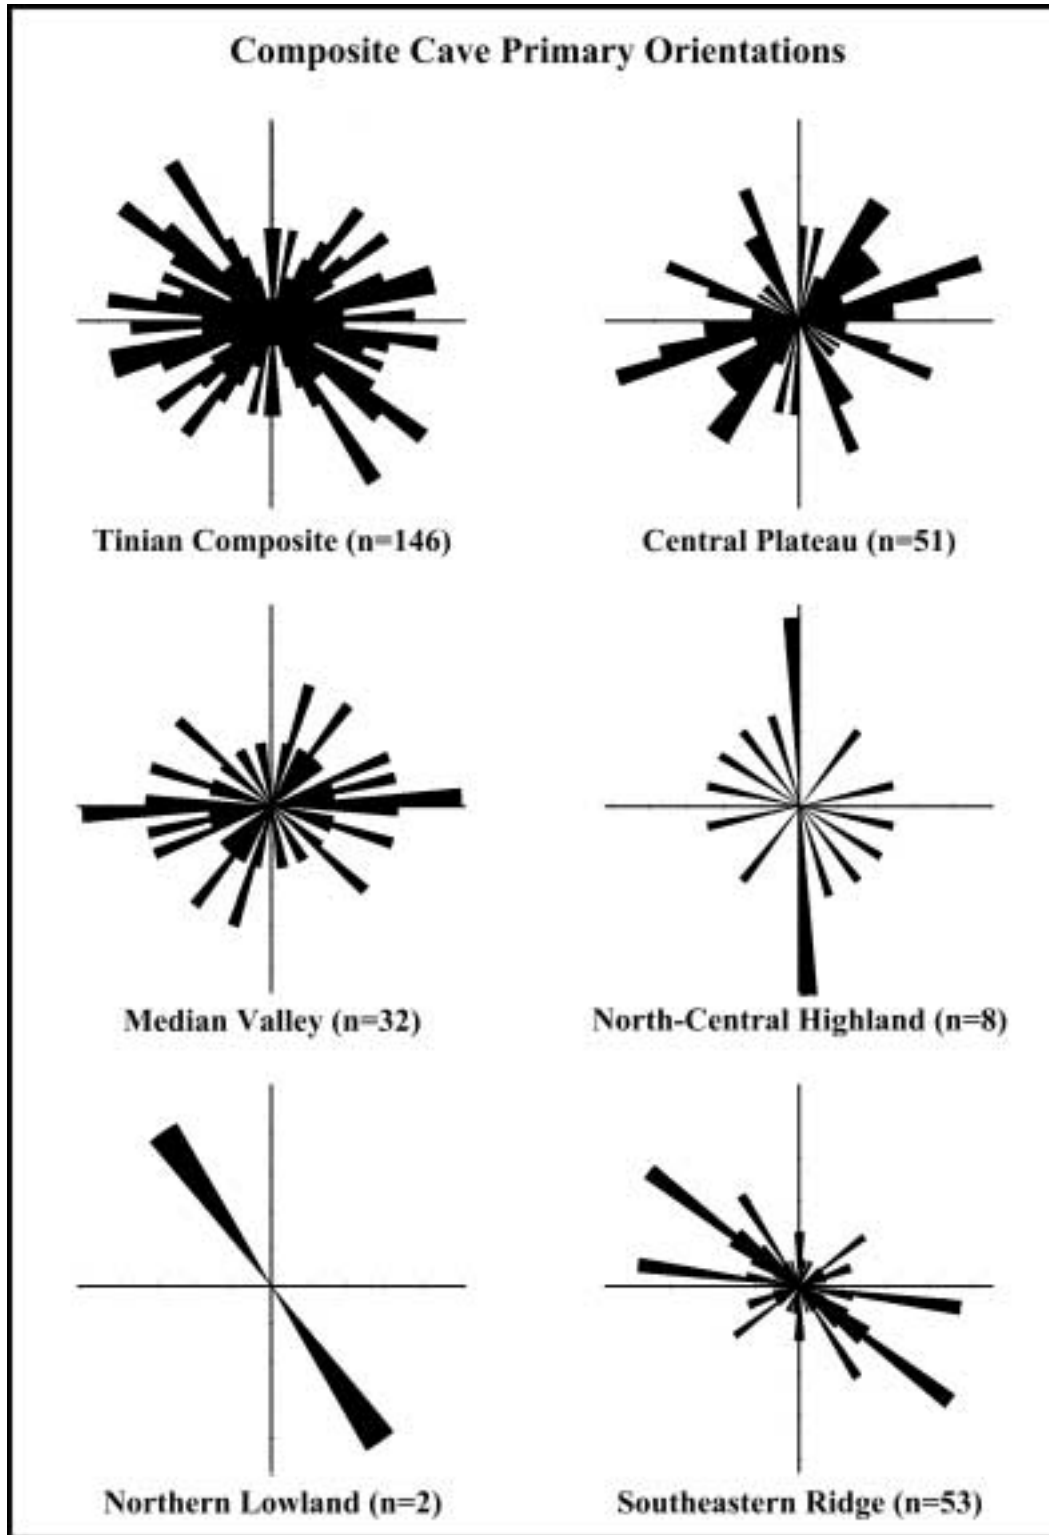 Composite Cave Primary Orientations
Tinian Composite (n=146)
Central Plateau (n=51)
Median Valley (n=32)
North-Central Highland (n=8)
Northern Lowland (n=2)
Southeastern Ridge (n=53)